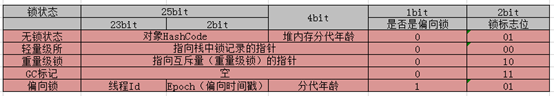 锁状态 25bit 4bit 1bit 2bit
23bit 2bit 是否是偏向锁 锁标志位
无锁状态 对象HashCode 堆内存分代年龄 0 01
轻量级所 指向栈中锁记录的指针 0 00
重量级锁 指向互斥量（重量级锁）的指针 0 10
GC标记 空 0 11
偏向锁 线程Id Epoch（偏向时间戳） 分代年龄 1 01